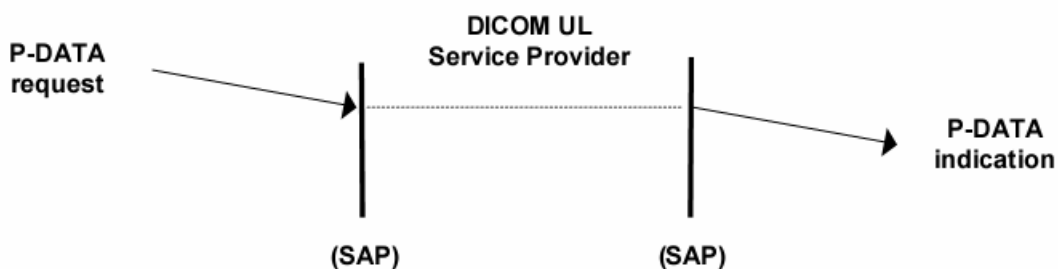 DICOM UL
Service Provider
P-DATA
request
P-DATA
indication
(SAP)
(SAP)